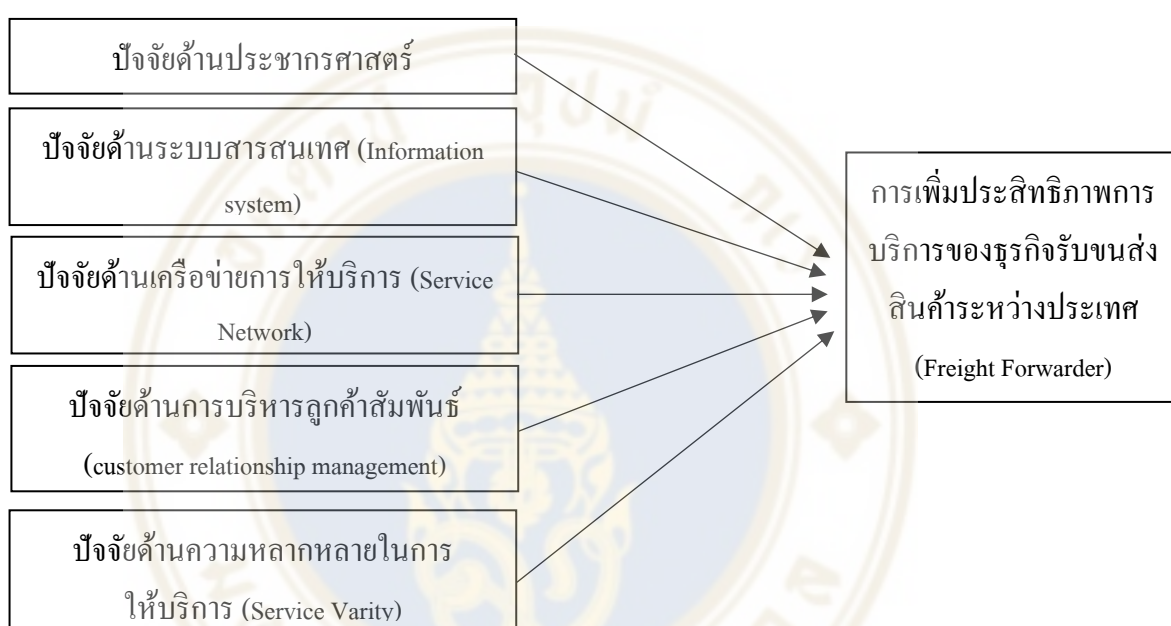 ปัจจัยด้านประชากรศาสตร์
ปัจจัยด้านระบบสารสนเทศ (Information
system)
ปัจจัยด้านเครือข่ายการให้บริการ (Service
Network)
ปัจจัยด้านการบริหารลูกค้าสัมพันธ์
(customer relationship management)
ปัจจัยด้านความหลากหลายในการ
ให้บริการ (Service Varity)
การเพิ่มประสิทธิภาพการ
บริการของธุรกิจรับขนส่ง
สินค้าระหว่างประเทศ
(Freight Forwarder)